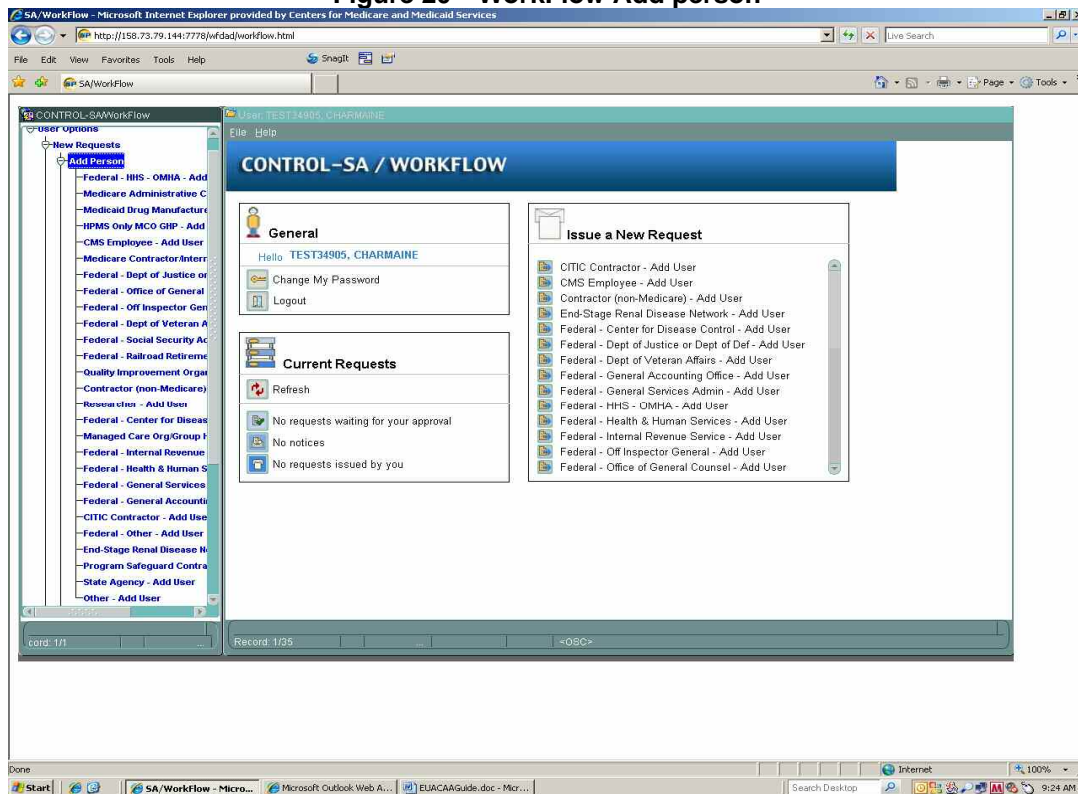 Figure 29 – WorkFlow Add person
SA/WorkFlow - Microsoft Internet Explorer provided by Centers for Medicare and Medicaid Services
http://158.73.79.144:7778/wfdad/workflow.html
Live Search
File Edit View Favorites Tools Help
SnagIt
SA/WorkFlow
Page
Tools
CONTROL-SA/WorkFlow
User Options
New Requests
Add Person
Federal - HHS - OMHA - Add
Medicare Administrative C
Medicaid Drug Manufacture
HPMS Only MCO GHP - Add
CMS Employee - Add User
Medicare Contractor/Interr
Federal - Dept of Justice or
Federal - Office of General
Federal - Off Inspector Gen
Federal - Dept of Veteran A
Federal - Social Security Ac
Federal - Railroad Retireme
Quality Improvement Organ
Contractor (non-Medicare)
Researcher - Add User
Federal - Center for Diseas
Managed Care Org/Group H
Federal - Internal Revenue
Federal - Health & Human S
Federal - General Services
Federal - General Accounti
CITIC Contractor - Add Use
Federal - Other - Add User
End-Stage Renal Disease N
Program Safeguard Contra
State Agency - Add User
Other - Add User
cord: 1/1
...
User: TEST34905, CHARMAINE
File Help
CONTROL-SA / WORKFLOW
General
Hello TEST34905, CHARMAINE
Change My Password
Logout
Current Requests
Refresh
No requests waiting for your approval
No notices
No requests issued by you
Issue a New Request
CITIC Contractor - Add User
CMS Employee - Add User
Contractor (non-Medicare) - Add User
End-Stage Renal Disease Network - Add User
Federal - Center for Disease Control - Add User
Federal - Dept of Justice or Dept of Def - Add User
Federal - Dept of Veteran Affairs - Add User
Federal - General Accounting Office - Add User
Federal - General Services Admin - Add User
Federal - HHS - OMHA - Add User
Federal - Health & Human Services - Add User
Federal - Internal Revenue Service - Add User
Federal - Off Inspector General - Add User
Federal - Office of General Counsel - Add User
Record: 1/35
...
<OSC>
Done
Internet
100%
Start
SA/WorkFlow - Micro...
Microsoft Outlook Web A...
EUACAAGuide.doc - Micr...
Search Desktop
9:24 AM